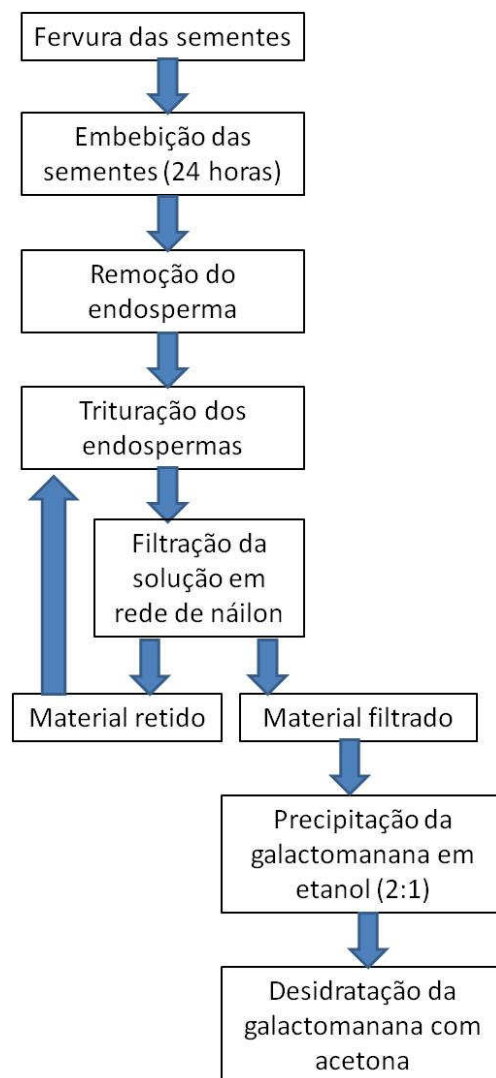 Fervura das sementes
Embebição das
sementes (24 horas)
Remoção do
endosperma
Trituração dos
endospermas
Filtração da
solução em
rede de náilon
Material retido
Material filtrado
Precipitação da
galactomanana em
etanol (2:1)
Desidratação da
galactomanana com
acetona